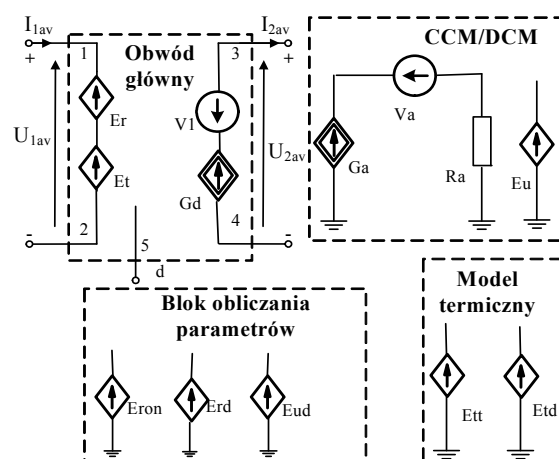 I1av
+
1
Obwód
główny
3
I2av
+
U1av
Er
Et
V1
Gd
U2av
-
2
5
d
4
-
CCM/DCM
Va
Ga
Ra
Eu
Blok obliczania
parametrów
Eron
Erd
Eud
Model
termiczny
Ett
Etd